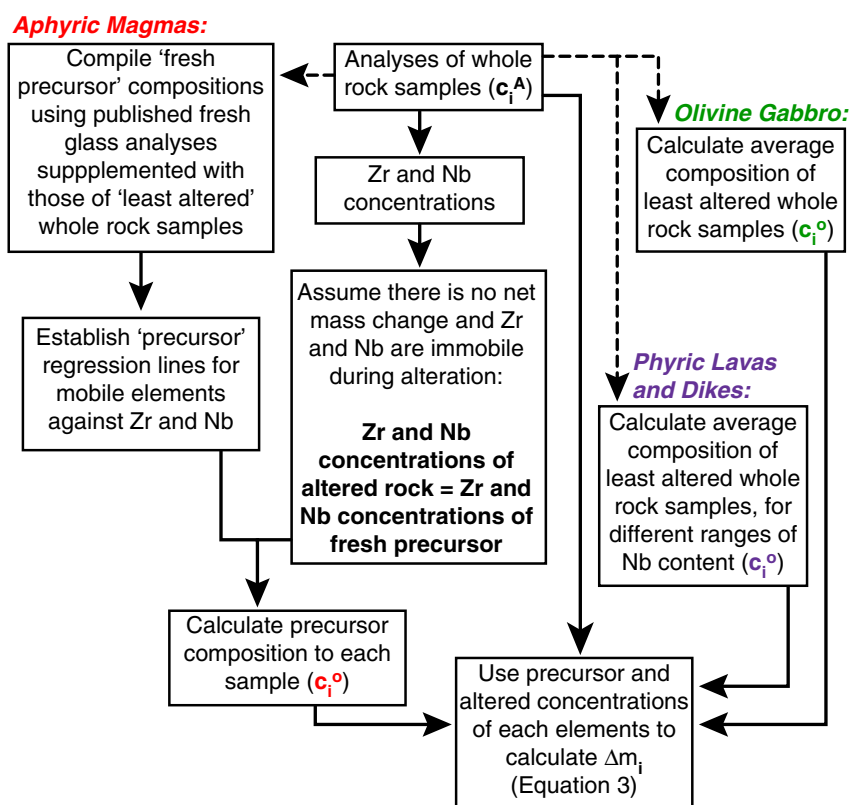 Aphyric Magmas:
Compile ‘fresh
precursor’ compositions
using published fresh
glass analyses
suppplemented with
those of ‘least altered’
whole rock samples
Establish ‘precursor’
regression lines for
mobile elements
against Zr and Nb
Analyses of whole
rock samples (cᵢᴬ)
Zr and Nb
concentrations
Assume there is no net
mass change and Zr
and Nb are immobile
during alteration:
Zr and Nb
concentrations of
altered rock = Zr and
Nb concentrations of
fresh precursor
Calculate precursor
composition to each
sample (cᵢᵒ)
Olivine Gabbro:
Calculate average
composition of
least altered whole
rock samples (cᵢᵒ)
Phyric Lavas
and Dikes:
Calculate average
composition of
least altered whole
rock samples, for
different ranges of
Nb content (cᵢᵒ)
Use precursor and
altered concentrations
of each elements to
calculate Δmᵢ
(Equation 3)